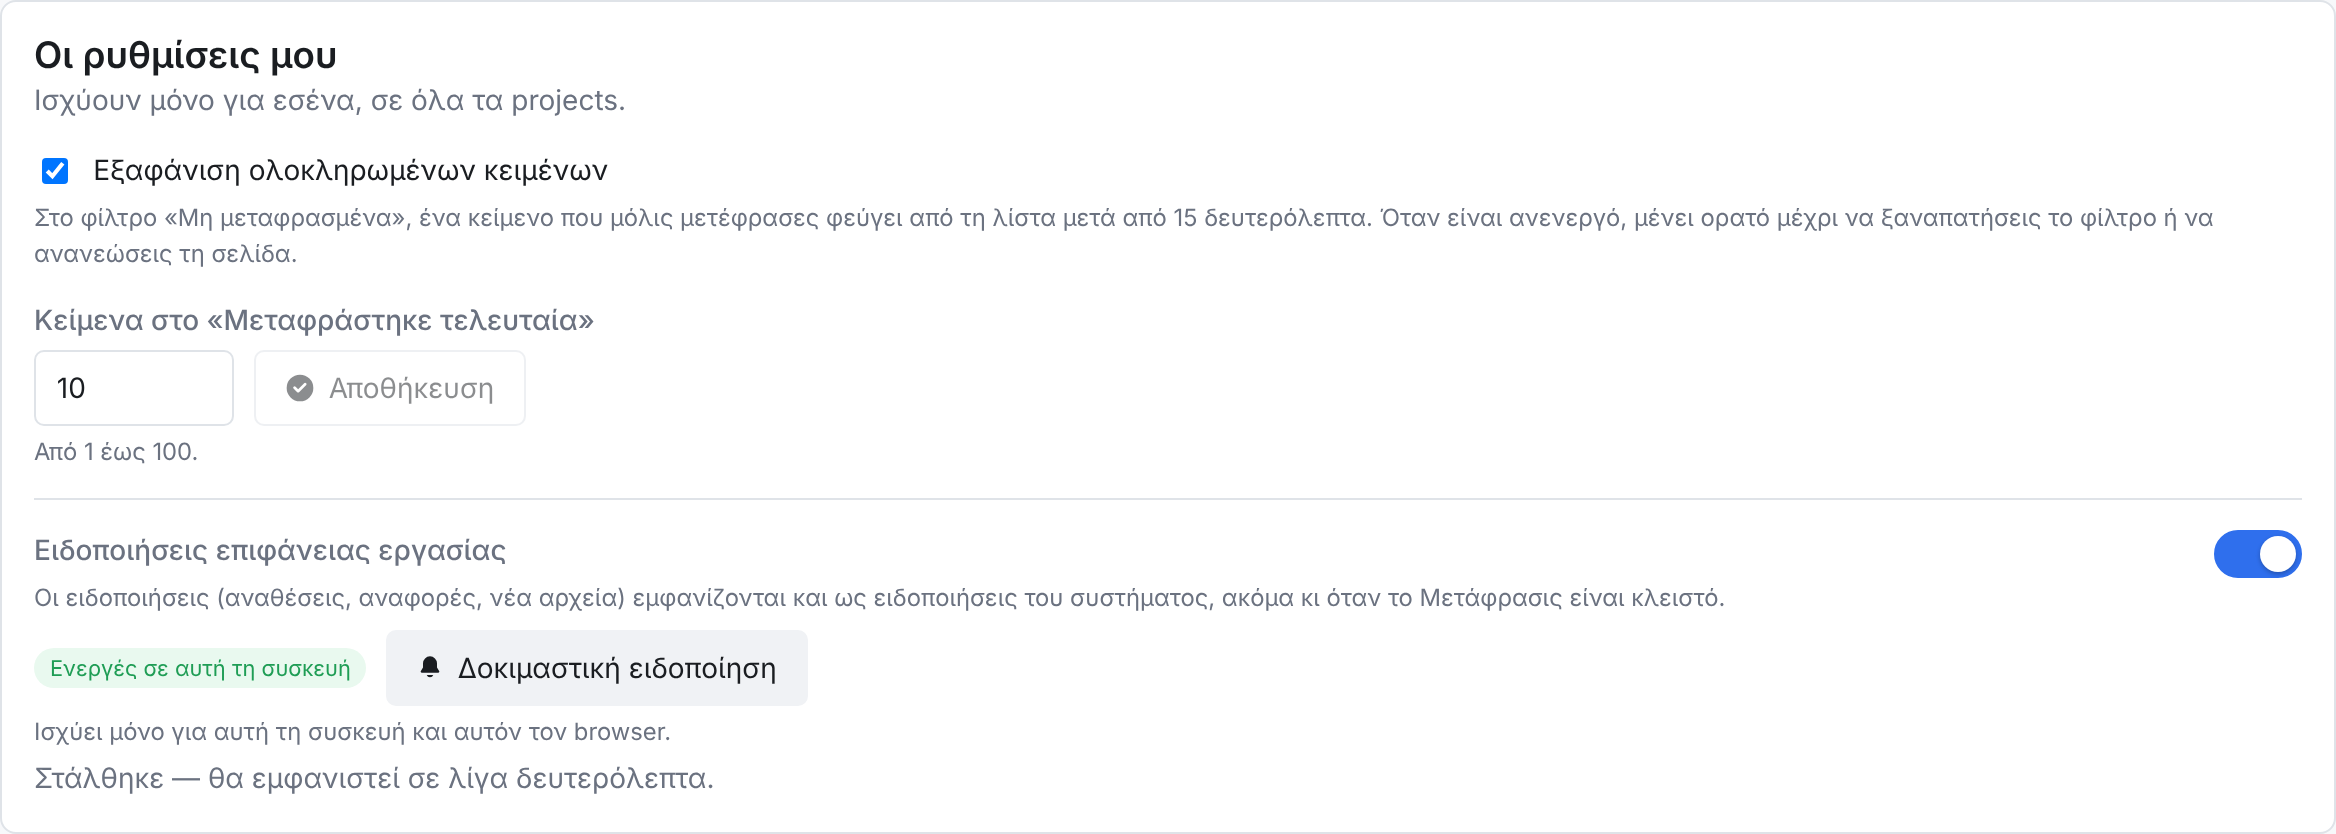 Οι ρυθμίσεις μου
Ισχύουν μόνο για εσένα, σε όλα τα projects.
Εξαφάνιση ολοκληρωμένων κειμένων
Στο φίλτρο «Μη μεταφρασμένα», ένα κείμενο που μόλις μετέφρασες φεύγει από τη λίστα μετά από 15 δευτερόλεπτα. Όταν είναι ανενεργό, μένει ορατό μέχρι να ξαναπατήσεις το φίλτρο ή να
ανανεώσεις τη σελίδα.
Κείμενα στο «Μεταφράστηκε τελευταία»
10
Αποθήκευση
Από 1 έως 100.
Ειδοποιήσεις επιφάνειας εργασίας
Οι ειδοποιήσεις (αναθέσεις, αναφορές, νέα αρχεία) εμφανίζονται και ως ειδοποιήσεις του συστήματος, ακόμα κι όταν το Μετάφρασις είναι κλειστό.
Ενεργές σε αυτή τη συσκευή
Δοκιμαστική ειδοποίηση
Ισχύει μόνο για αυτή τη συσκευή και αυτόν τον browser.
Στάλθηκε — θα εμφανιστεί σε λίγα δευτερόλεπτα.